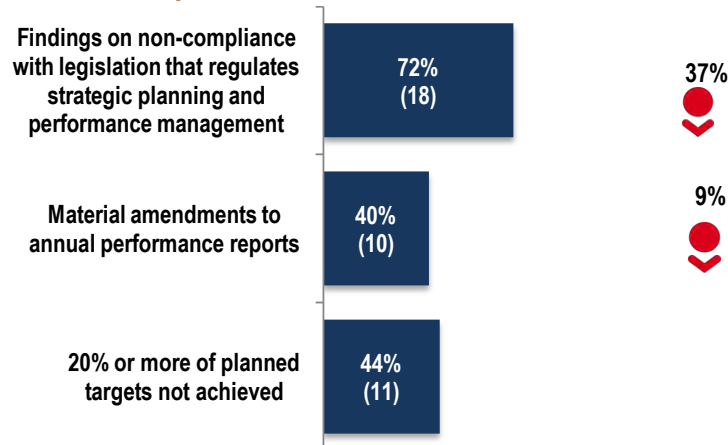 Findings on non-compliance
with legislation that regulates
strategic planning and
performance management
72%
(18)
37%
Material amendments to
annual performance reports
40%
(10)
9%
20% or more of planned
targets not achieved
44%
(11)